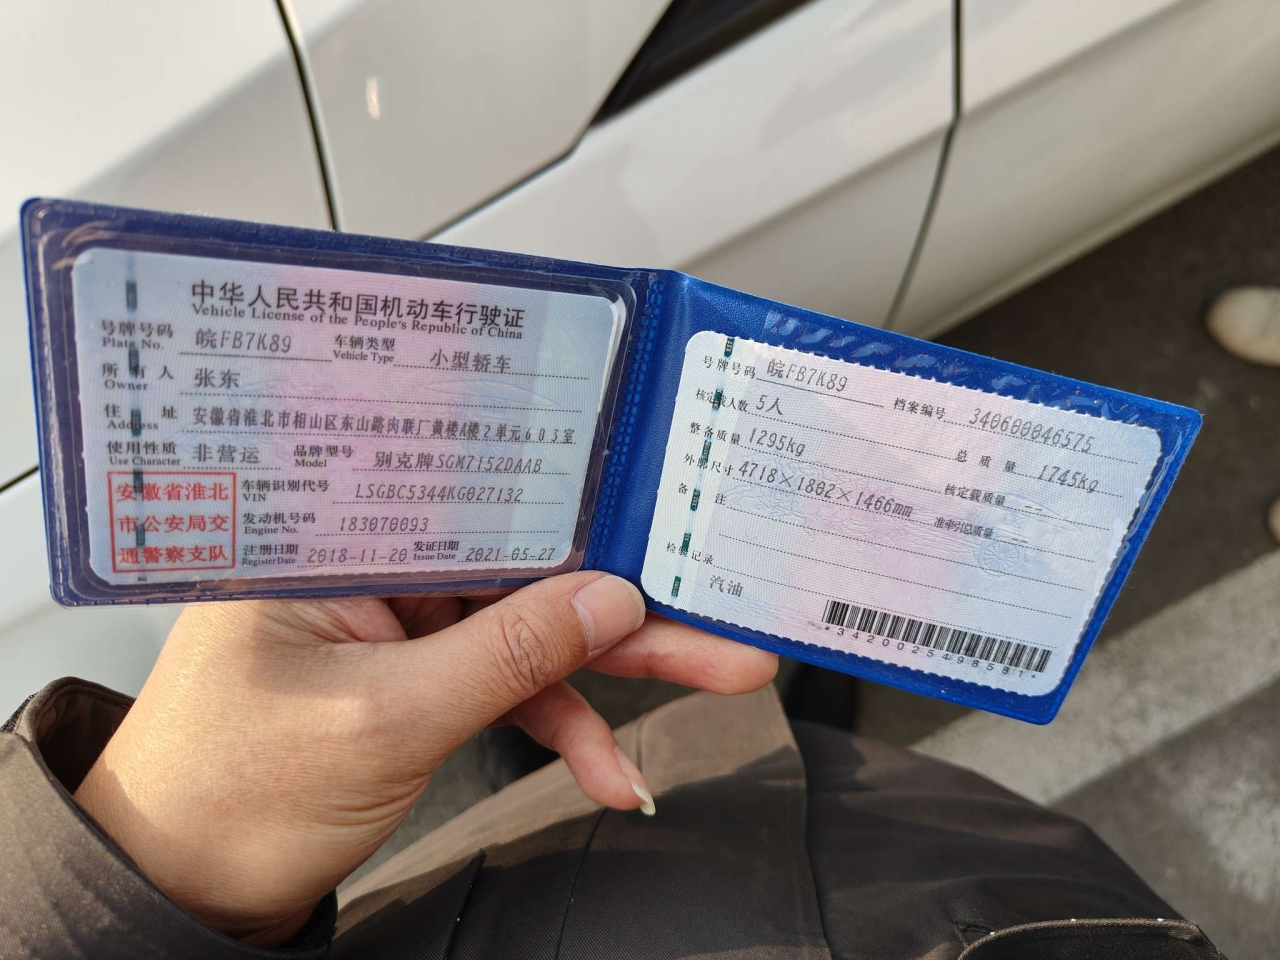 中华人民共和国机动车行驶证
Vehicle License of the People's Republic of China
号牌号码 皖FB7K89 车辆类型 小型轿车
Plate No. Vehicle Type
所有人 张东
Owner
住址 安徽省淮北市相山区东山路肉联厂黄楼4楼2单元603室
Address
使用性质 非营运 品牌型号 别克牌SGM7152DAAB
Use Character Model
安徽省淮北
市公安局交
通警察支队
车辆识别代号 LSGBC5344KG027132
VIN
发动机号码 183070093
Engine No.
注册日期 2018-11-20 发证日期 2021-05-27
Register Date Issue Date
号牌号码 皖FB7K89 档案编号 340600046575
核定载人数 5人 总质量 1745kg
整备质量 1295kg 核定载质量 --
外廓尺寸 4718×1802×1466mm 准牵引总质量 --
备注
检验记录
汽油
*3420025498581*